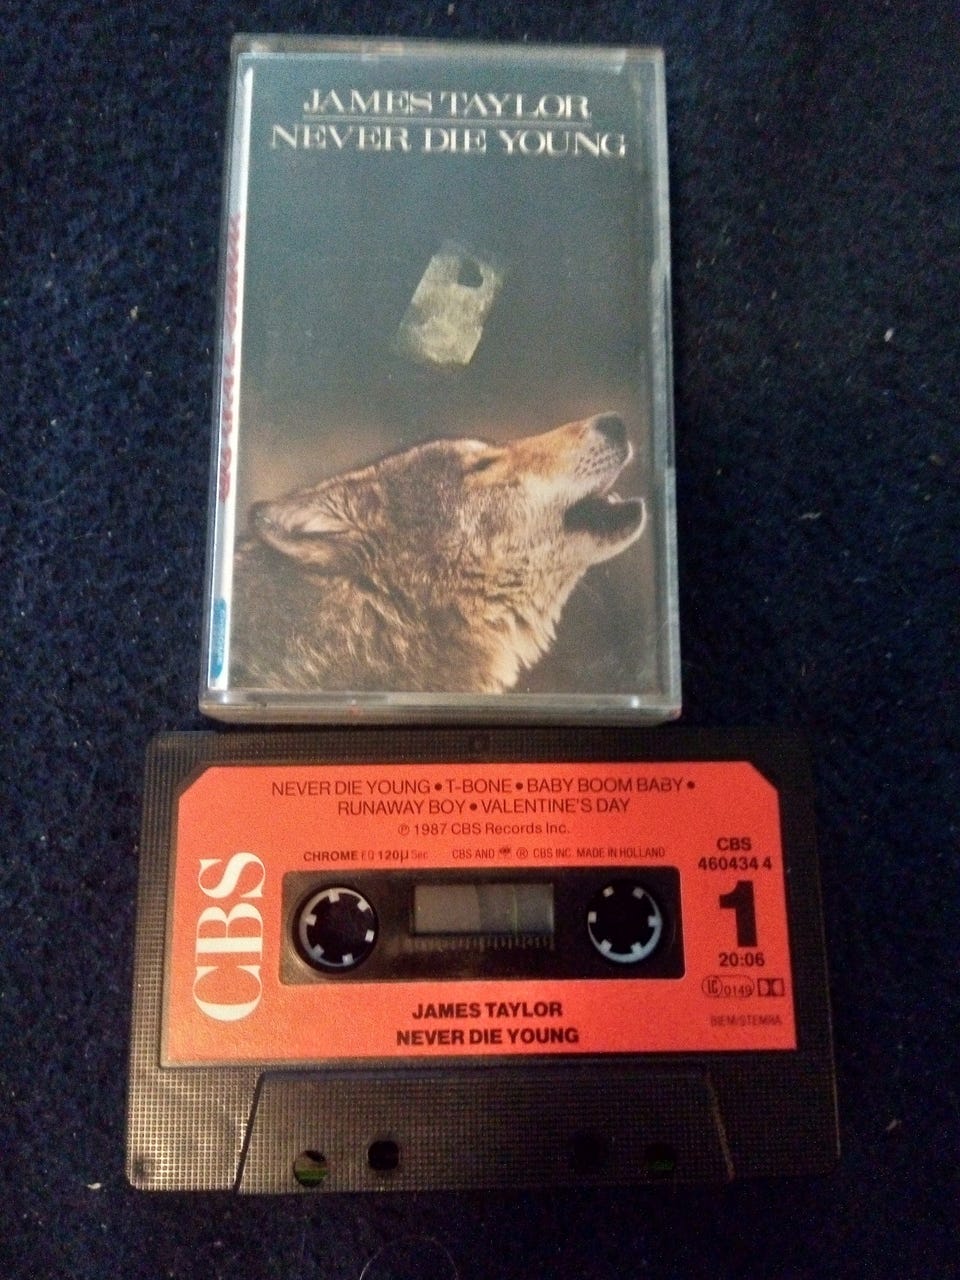 JAMES TAYLOR
NEVER DIE YOUNG
NEVER DIE YOUNG • T-BONE • BABY BOOM BABY •
RUNAWAY BOY • VALENTINE'S DAY
℗ 1987 CBS Records Inc.
CHROME EQ 120µ Sec
CBS AND ® CBS INC. MADE IN HOLLAND
CBS
460434 4
1
20:06
LC 0149
BIEM/STEMRA
CBS
JAMES TAYLOR
NEVER DIE YOUNG